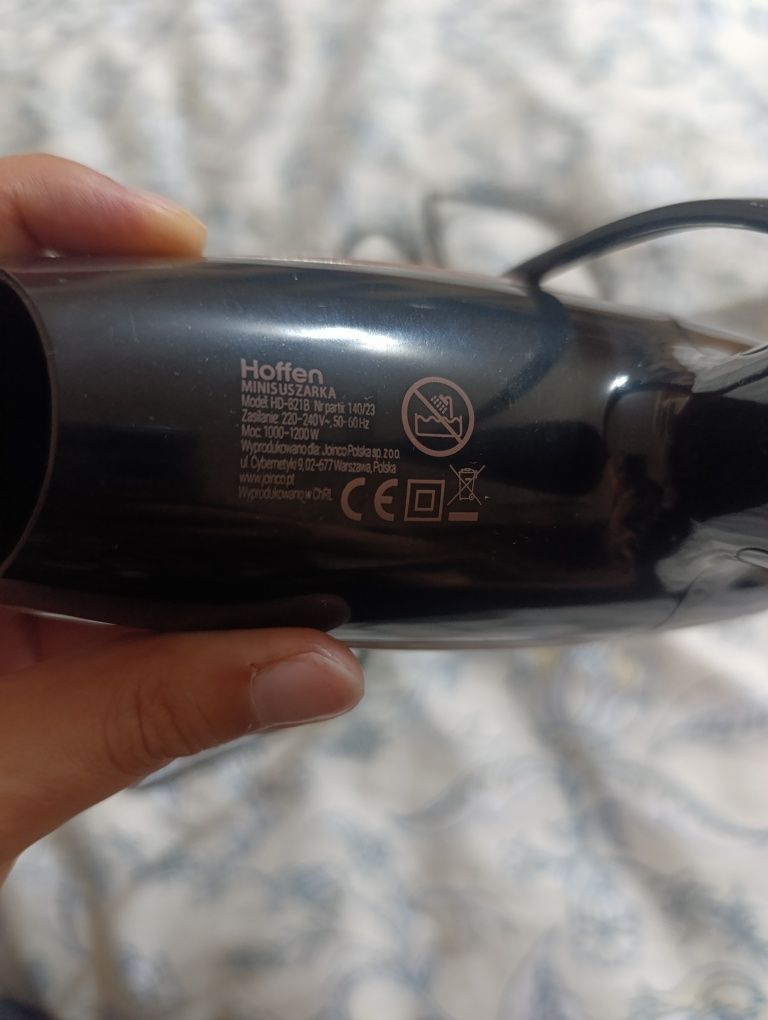 Hoffen
MINISUSZARKA
Model: HD-821B Nr partii: 140/23
Zasilanie: 220-240V~, 50-60 Hz
Moc: 1000-1200 W
Wyprodukowano dla: Joinco Polska sp. z o.o.
ul. Cybernetyki 9, 02-677 Warszawa, Polska
www.joinco.pl
Wyprodukowano w ChRL
CE